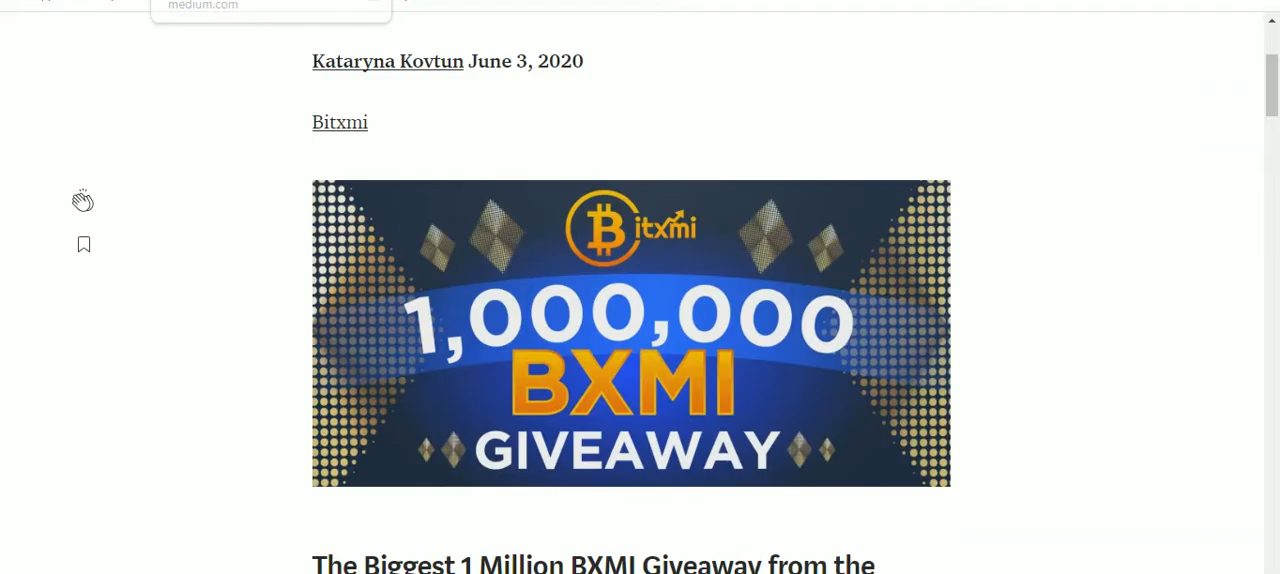 medium.com
Kataryna Kovtun June 3, 2020
Bitxmi
Bitxmi
1,000,000
BXMI
GIVEAWAY
The Biggest 1 Million BXMI Giveaway from the